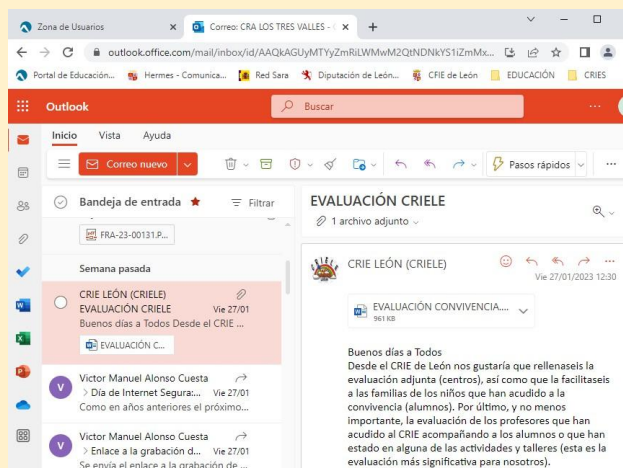 Zona de Usuarios
Correo: CRA LOS TRES VALLES -
outlook.office.com/mail/inbox/id/AAQkAGUyMTYyZmRiLWMwM2QtNDNkYS1iZmMx...
Portal de Educación...
Hermes - Comunica...
Red Sara
Diputación de León...
CFIE de León
EDUCACIÓN
CRIES
Outlook
Buscar
Inicio Vista Ayuda
Correo nuevo
Pasos rápidos
Bandeja de entrada
Filtrar
FRA-23-00131.P...
Semana pasada
CRIE LEÓN (CRIELE)
EVALUACIÓN CRIELE Vie 27/01
Buenos días a Todos Desde el CRIE ...
EVALUACIÓN C...
V
Victor Manuel Alonso Cuesta
> Día de Internet Segura:... Vie 27/01
Como en años anteriores el próximo...
V
Victor Manuel Alonso Cuesta
> Enlace a la grabación d... Vie 27/01
Se envía el enlace a la grabación de ...
EVALUACIÓN CRIELE
1 archivo adjunto
CRIE LEÓN (CRIELE)
Vie 27/01/2023 12:30
EVALUACIÓN CONVIVENCIA....
961 KB
Buenos días a Todos
Desde el CRIE de León nos gustaría que rellenaseis la
evaluación adjunta (centros), así como que la facilitaseis
a las familias de los niños que han acudido a la
convivencia (alumnos). Por último, y no menos
importante, la evaluación de los profesores que han
acudido al CRIE acompañando a los alumnos o que han
estado en alguna de las actividades y talleres (esta es la
evaluación más significativa para nosotros).